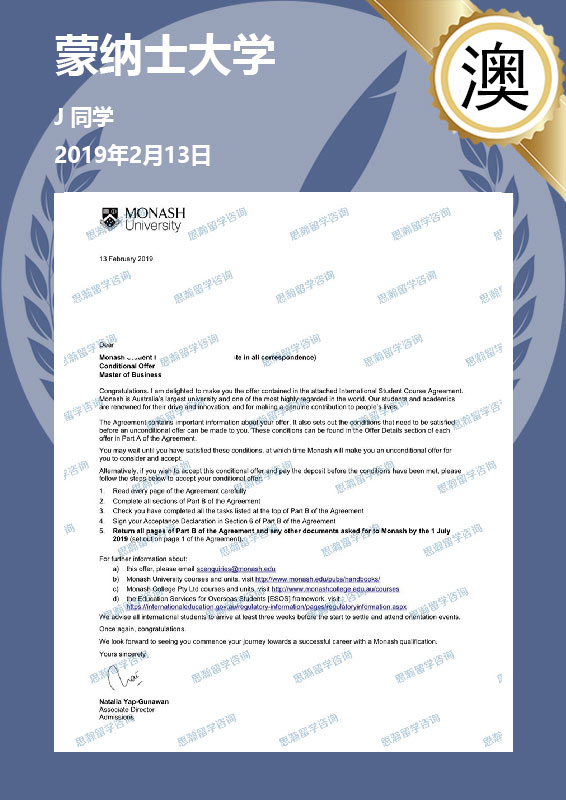 蒙纳士大学
澳
J 同学
2019年2月13日
MONASH
University
13 February 2019
Dear
Monash Student I te in all correspondence)
Conditional Offer
Master of Business
Congratulations, I am delighted to make you the offer contained in the attached International Student Course Agreement.
Monash is Australia's largest university and one of the most highly regarded in the world. Our students and academics
are renowned for their drive and innovation, and for making a genuine contribution to people's lives.
The Agreement contains important information about your offer. It also sets out the conditions that need to be satisfied
before an unconditional offer can be made to you. These conditions can be found in the Offer Details section of each
offer in Part A of the Agreement.
You may wait until you have satisfied these conditions, at which time Monash will make you an unconditional offer for
you to consider and accept.
Alternatively, if you wish to accept this conditional offer and pay the deposit before the conditions have been met, please
follow the steps below to accept your conditional offer.
1. Read every page of the Agreement carefully
2. Complete all sections of Part B of the Agreement
3. Check you have completed all the tasks listed at the top of Part B of the Agreement
4. Sign your Acceptance Declaration in Section 6 of Part B of the Agreement
5. Return all pages of Part B of the Agreement and any other documents asked for to Monash by the 1 July
2019 (set out on page 1 of the Agreement).
For further information about:
a) this offer, please email scenquiries@monash.edu
b) Monash University courses and units, visit http://www.monash.edu/pubs/handbooks/
c) Monash College Pty Ltd courses and units, visit http://www.monashcollege.edu.au/courses
d) the Education Services for Overseas Students [ESOS] framework, visit
https://internationaleducation.gov.au/regulatory-information/pages/regulatoryinformation.aspx
We advise all international students to arrive at least three weeks before the start to settle and attend orientation events.
Once again, congratulations.
We look forward to seeing you commence your journey towards a successful career with a Monash qualification.
Yours sincerely
Natalia Yap-Gunawan
Associate Director
Admissions
思瀚留学咨询